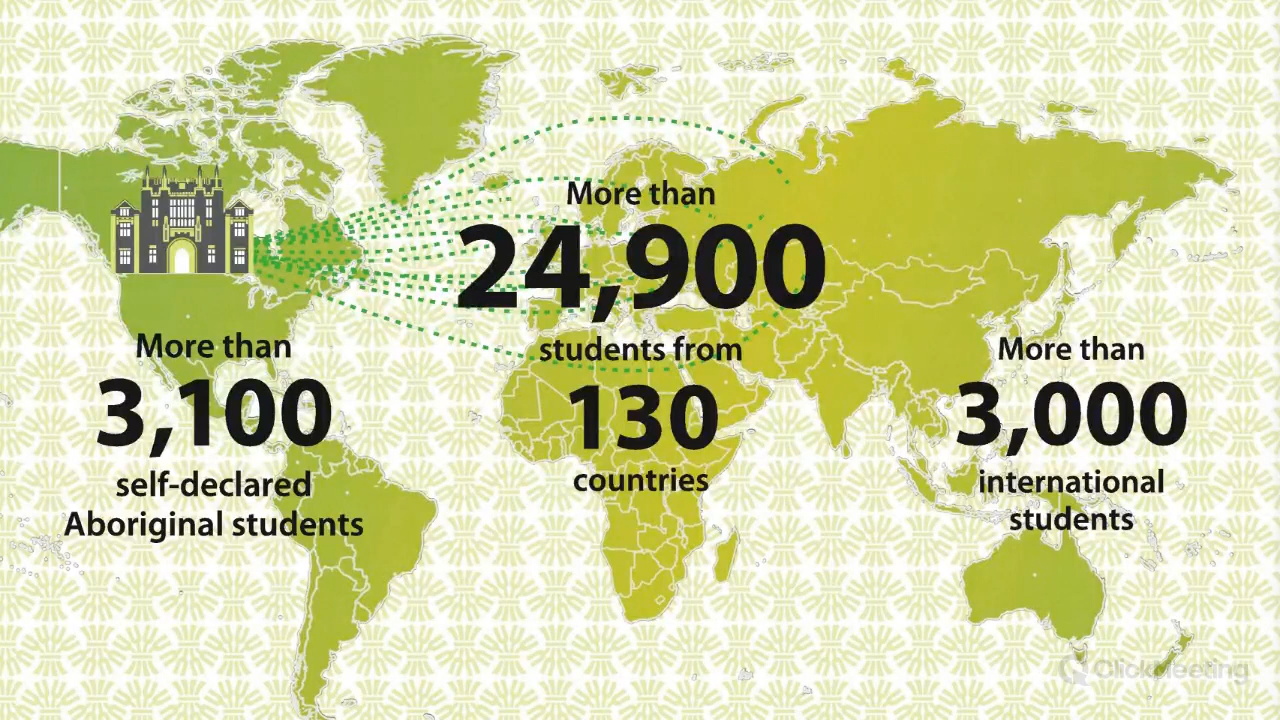 More than
24,900
students from
130
countries
More than
3,100
self-declared
Aboriginal students
More than
3,000
international
students
ClickMeeting